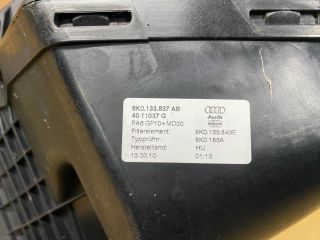 8K0.133.837 AB
40 11037 G
PA6 GF10+MD20
Audi
Filterelement: 8K0.133.843E
Typprüfnr.: 8K0.183A
Herstelland: HU
13.03.10 01:13